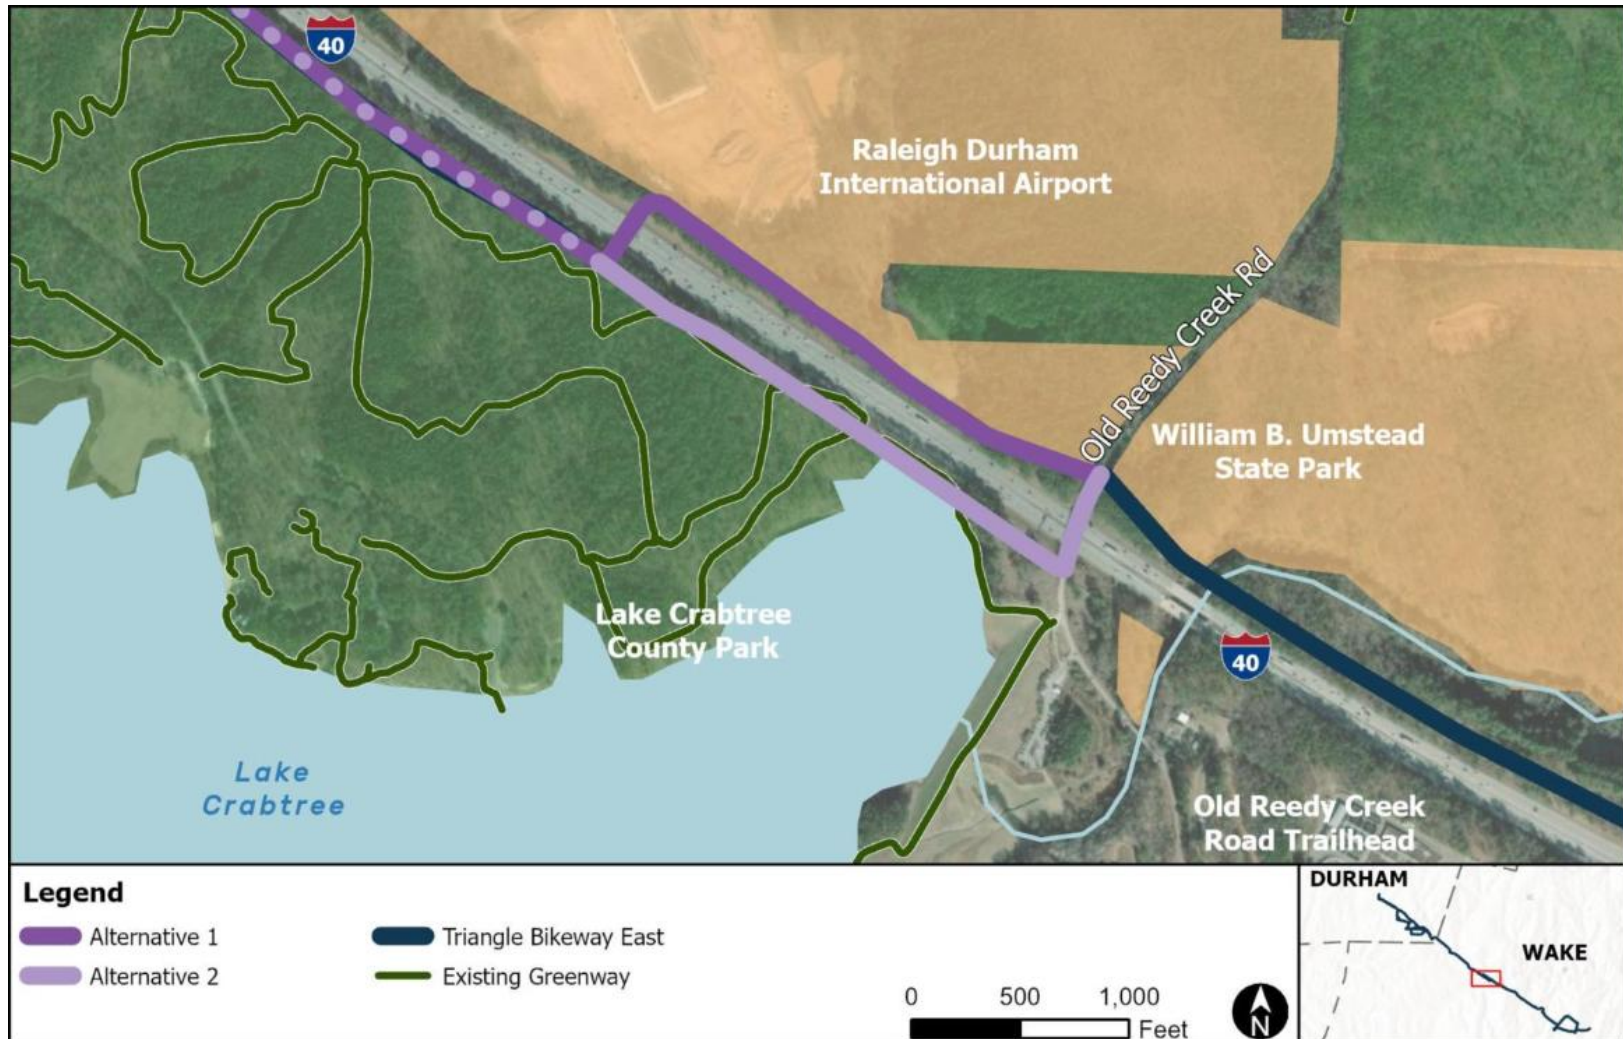 40
Raleigh Durham
International Airport
Old Reedy Creek Rd
William B. Umstead
State Park
Lake Crabtree
County Park
40
Lake
Crabtree
Old Reedy Creek
Road Trailhead
Legend
Alternative 1
Triangle Bikeway East
Alternative 2
Existing Greenway
0 500 1,000
Feet
N
DURHAM
WAKE